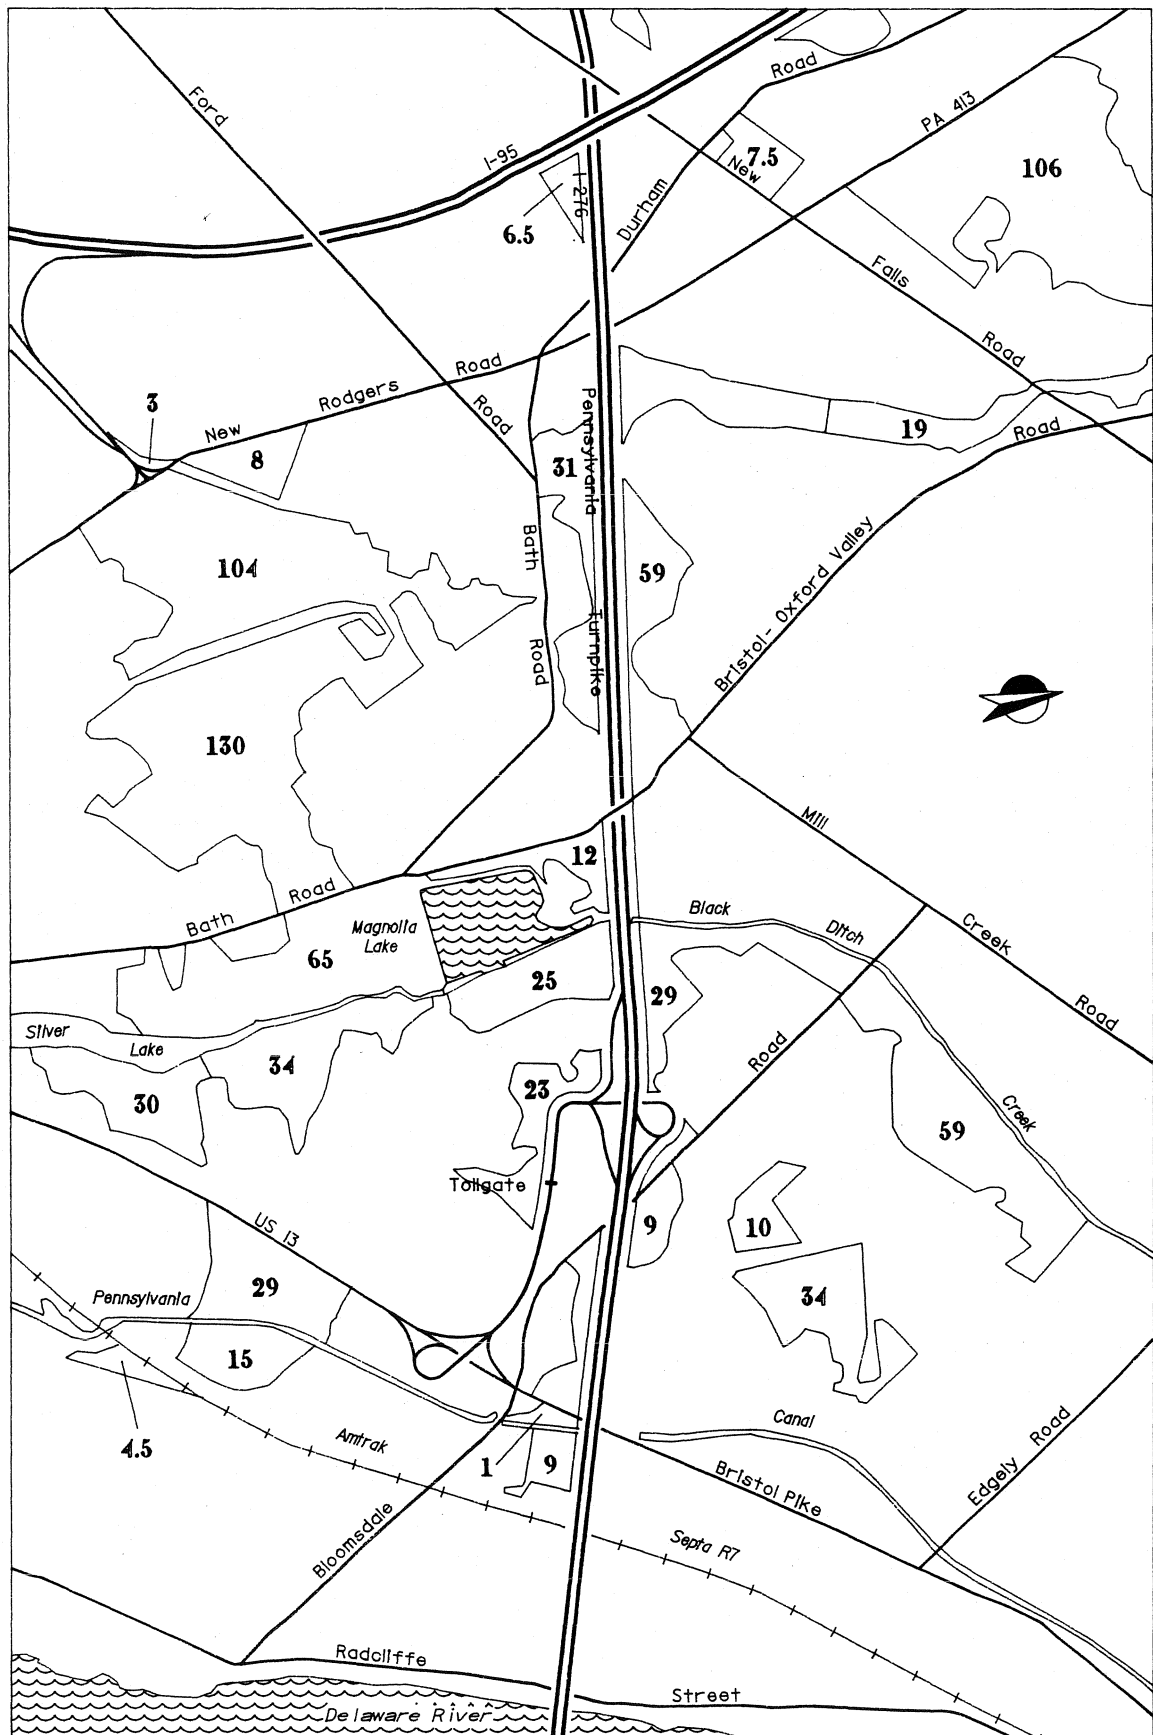 Ford
Road
I-95
PA 413
7.5
New
106
I-276
6.5
Durham
Falls
Road
3
New
Rodgers
Road
Road
Pennsylvania
19
Road
8
31
104
Bath
59
Bristol- Oxford Valley
Turnpike
Road
130
Mill
12
Road
Bath
Magnolia
Lake
65
Black
Ditch
Creek
25
29
Road
Silver
Lake
34
30
23
Road
Creek
59
Tollgate
9
10
US 13
29
Pennsylvania
34
15
4.5
Amtrak
1
9
Canal
Road
Edgely
Bristol Pike
Bloomsdale
Septa R7
Radcliffe
Street
Delaware River